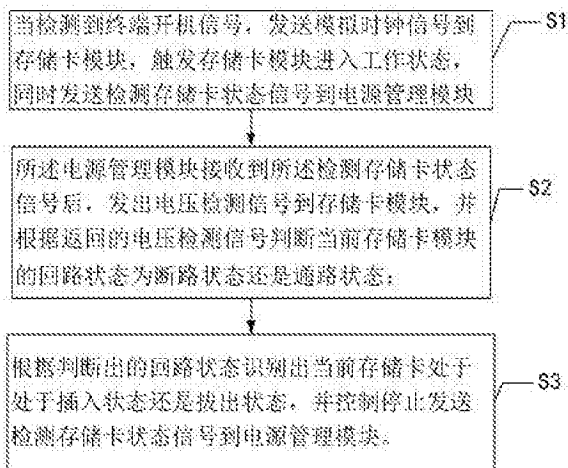 当检测到终端开机信号，发送模拟时钟信号到
存储卡模块，触发存储卡模块进入工作状态，
同时发送检测存储卡状态信号到电源管理模块
S1
所述电源管理模块接收到所述检测存储卡状态
信号后，发出电压检测信号到存储卡模块，并
根据返回的电压检测信号判断当前存储卡模块
的回路状态为断路状态还是通路状态；
S2
根据判断出的回路状态识别出当前存储卡处于
处于插入状态还是拔出状态，并控制停止发送
检测存储卡状态信号到电源管理模块。
S3